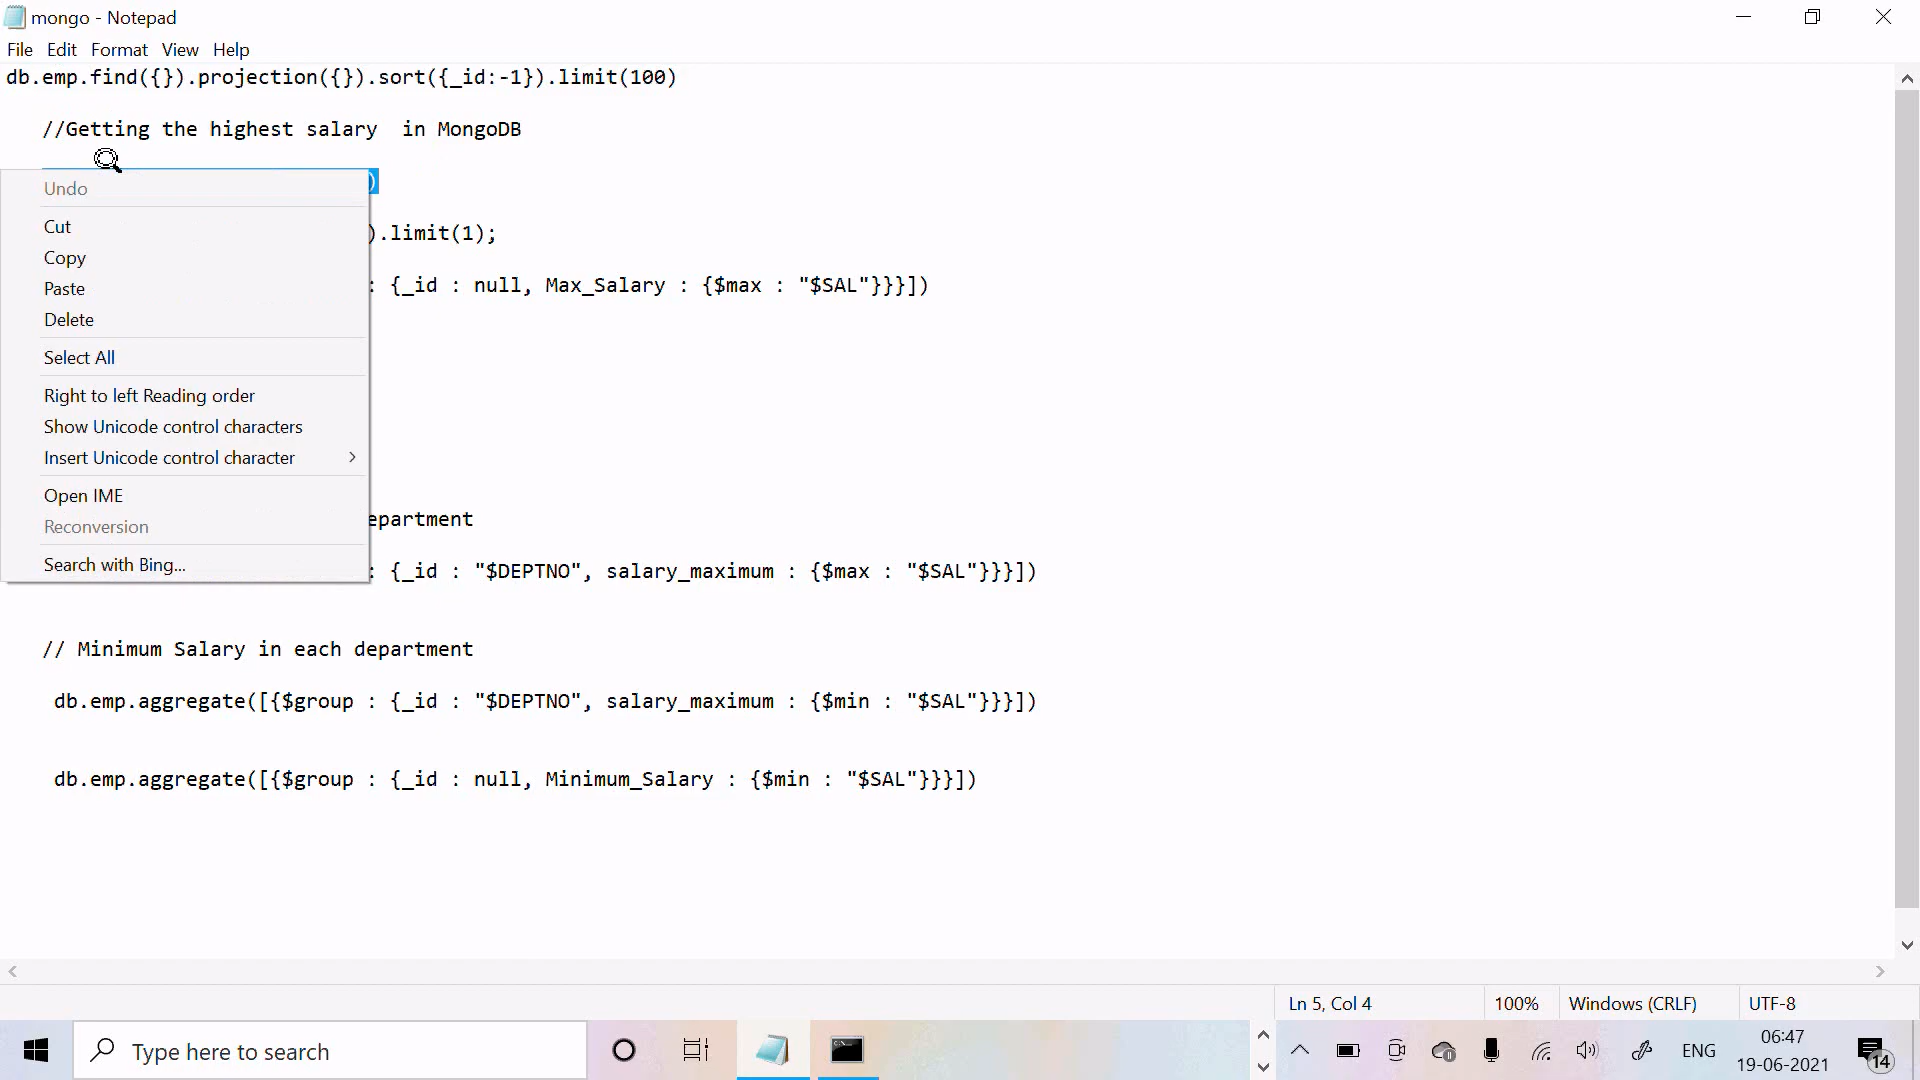 mongo - Notepad
File Edit Format View Help
db.emp.find({}).projection({}).sort({_id:-1}).limit(100)
//Getting the highest salary  in MongoDB
)
Undo
Cut
).limit(1);
Copy
Paste
: {_id : null, Max_Salary : {$max : "$SAL"}}}])
Delete
Select All
Right to left Reading order
Show Unicode control characters
Insert Unicode control character
Open IME
Reconversion
epartment
Search with Bing...
: {_id : "$DEPTNO", salary_maximum : {$max : "$SAL"}}}])
// Minimum Salary in each department
db.emp.aggregate([{$group : {_id : "$DEPTNO", salary_maximum : {$min : "$SAL"}}}])
db.emp.aggregate([{$group : {_id : null, Minimum_Salary : {$min : "$SAL"}}}])
Ln 5, Col 4 100% Windows (CRLF) UTF-8
Type here to search
ENG
06:47
19-06-2021
14